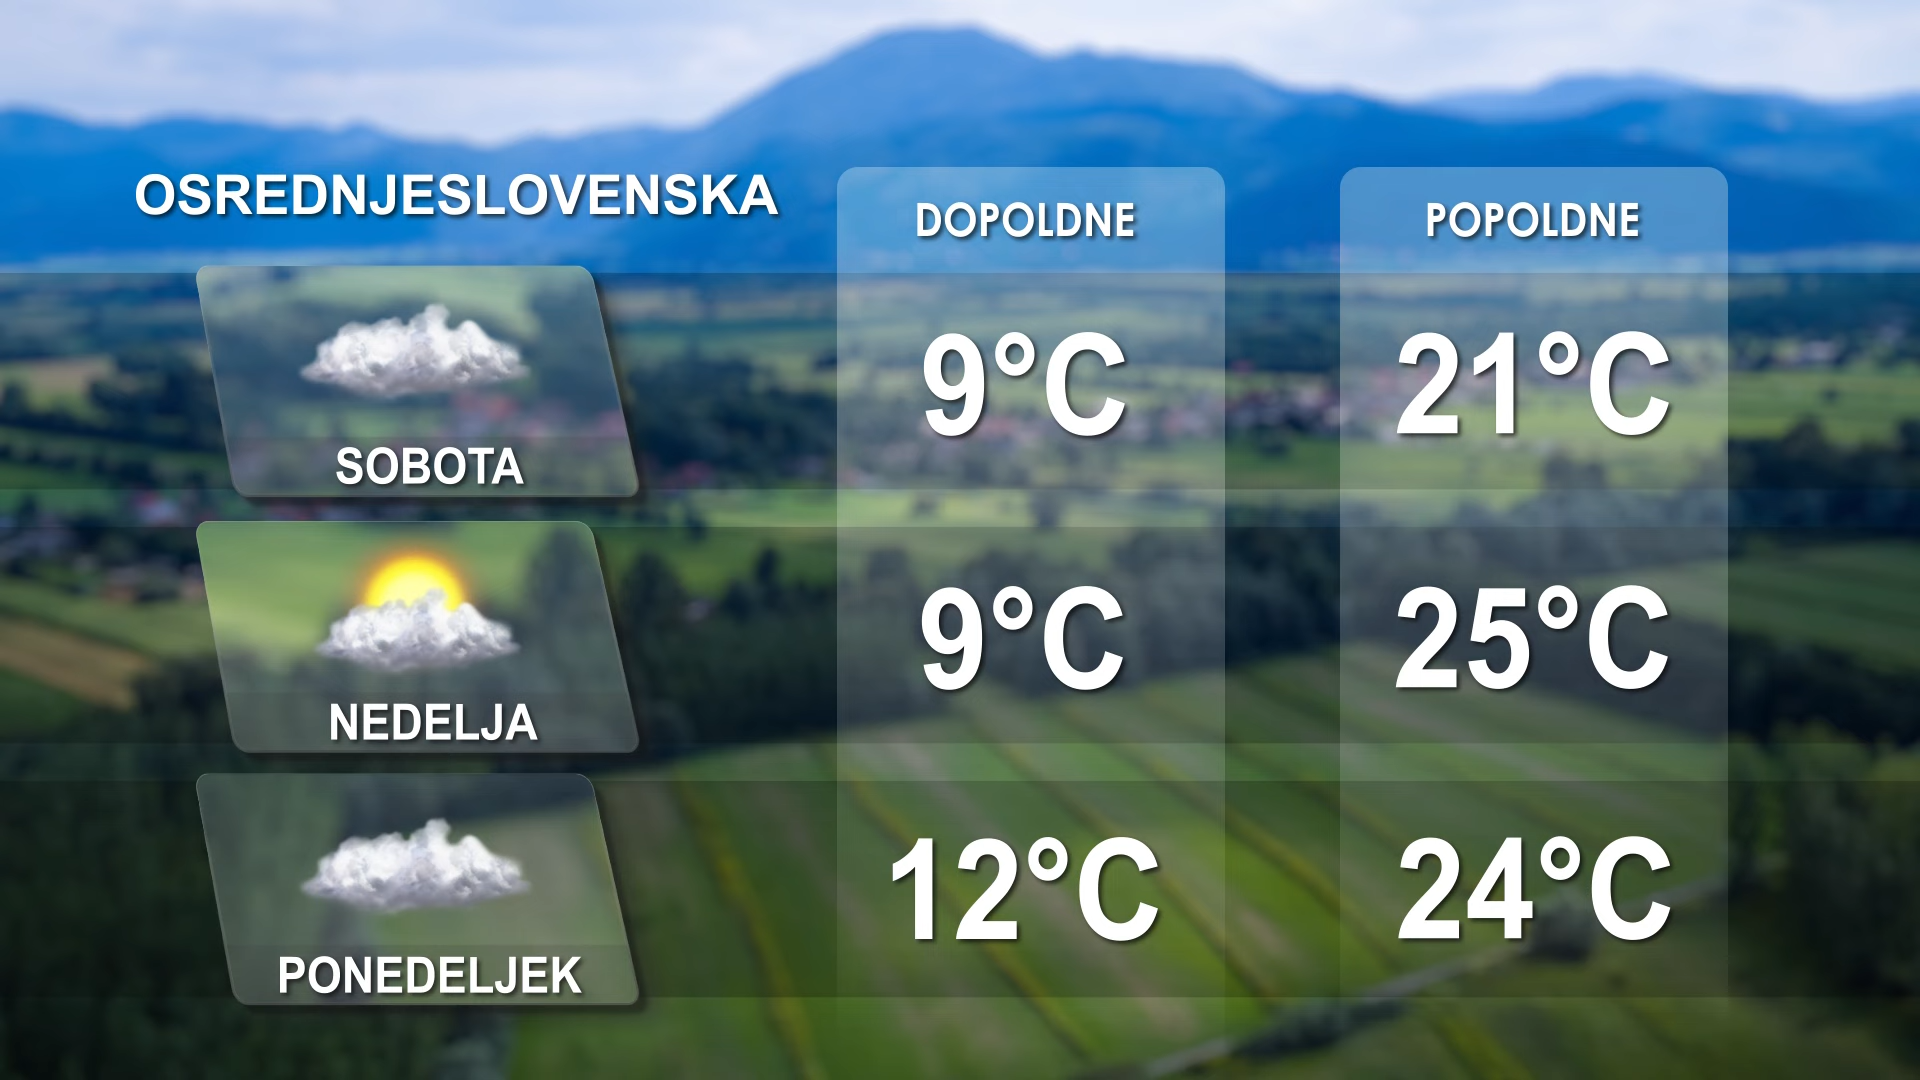 OSREDNJESLOVENSKA
DOPOLDNE
POPOLDNE
SOBOTA
9°C
21°C
NEDELJA
9°C
25°C
PONEDELJEK
12°C
24°C